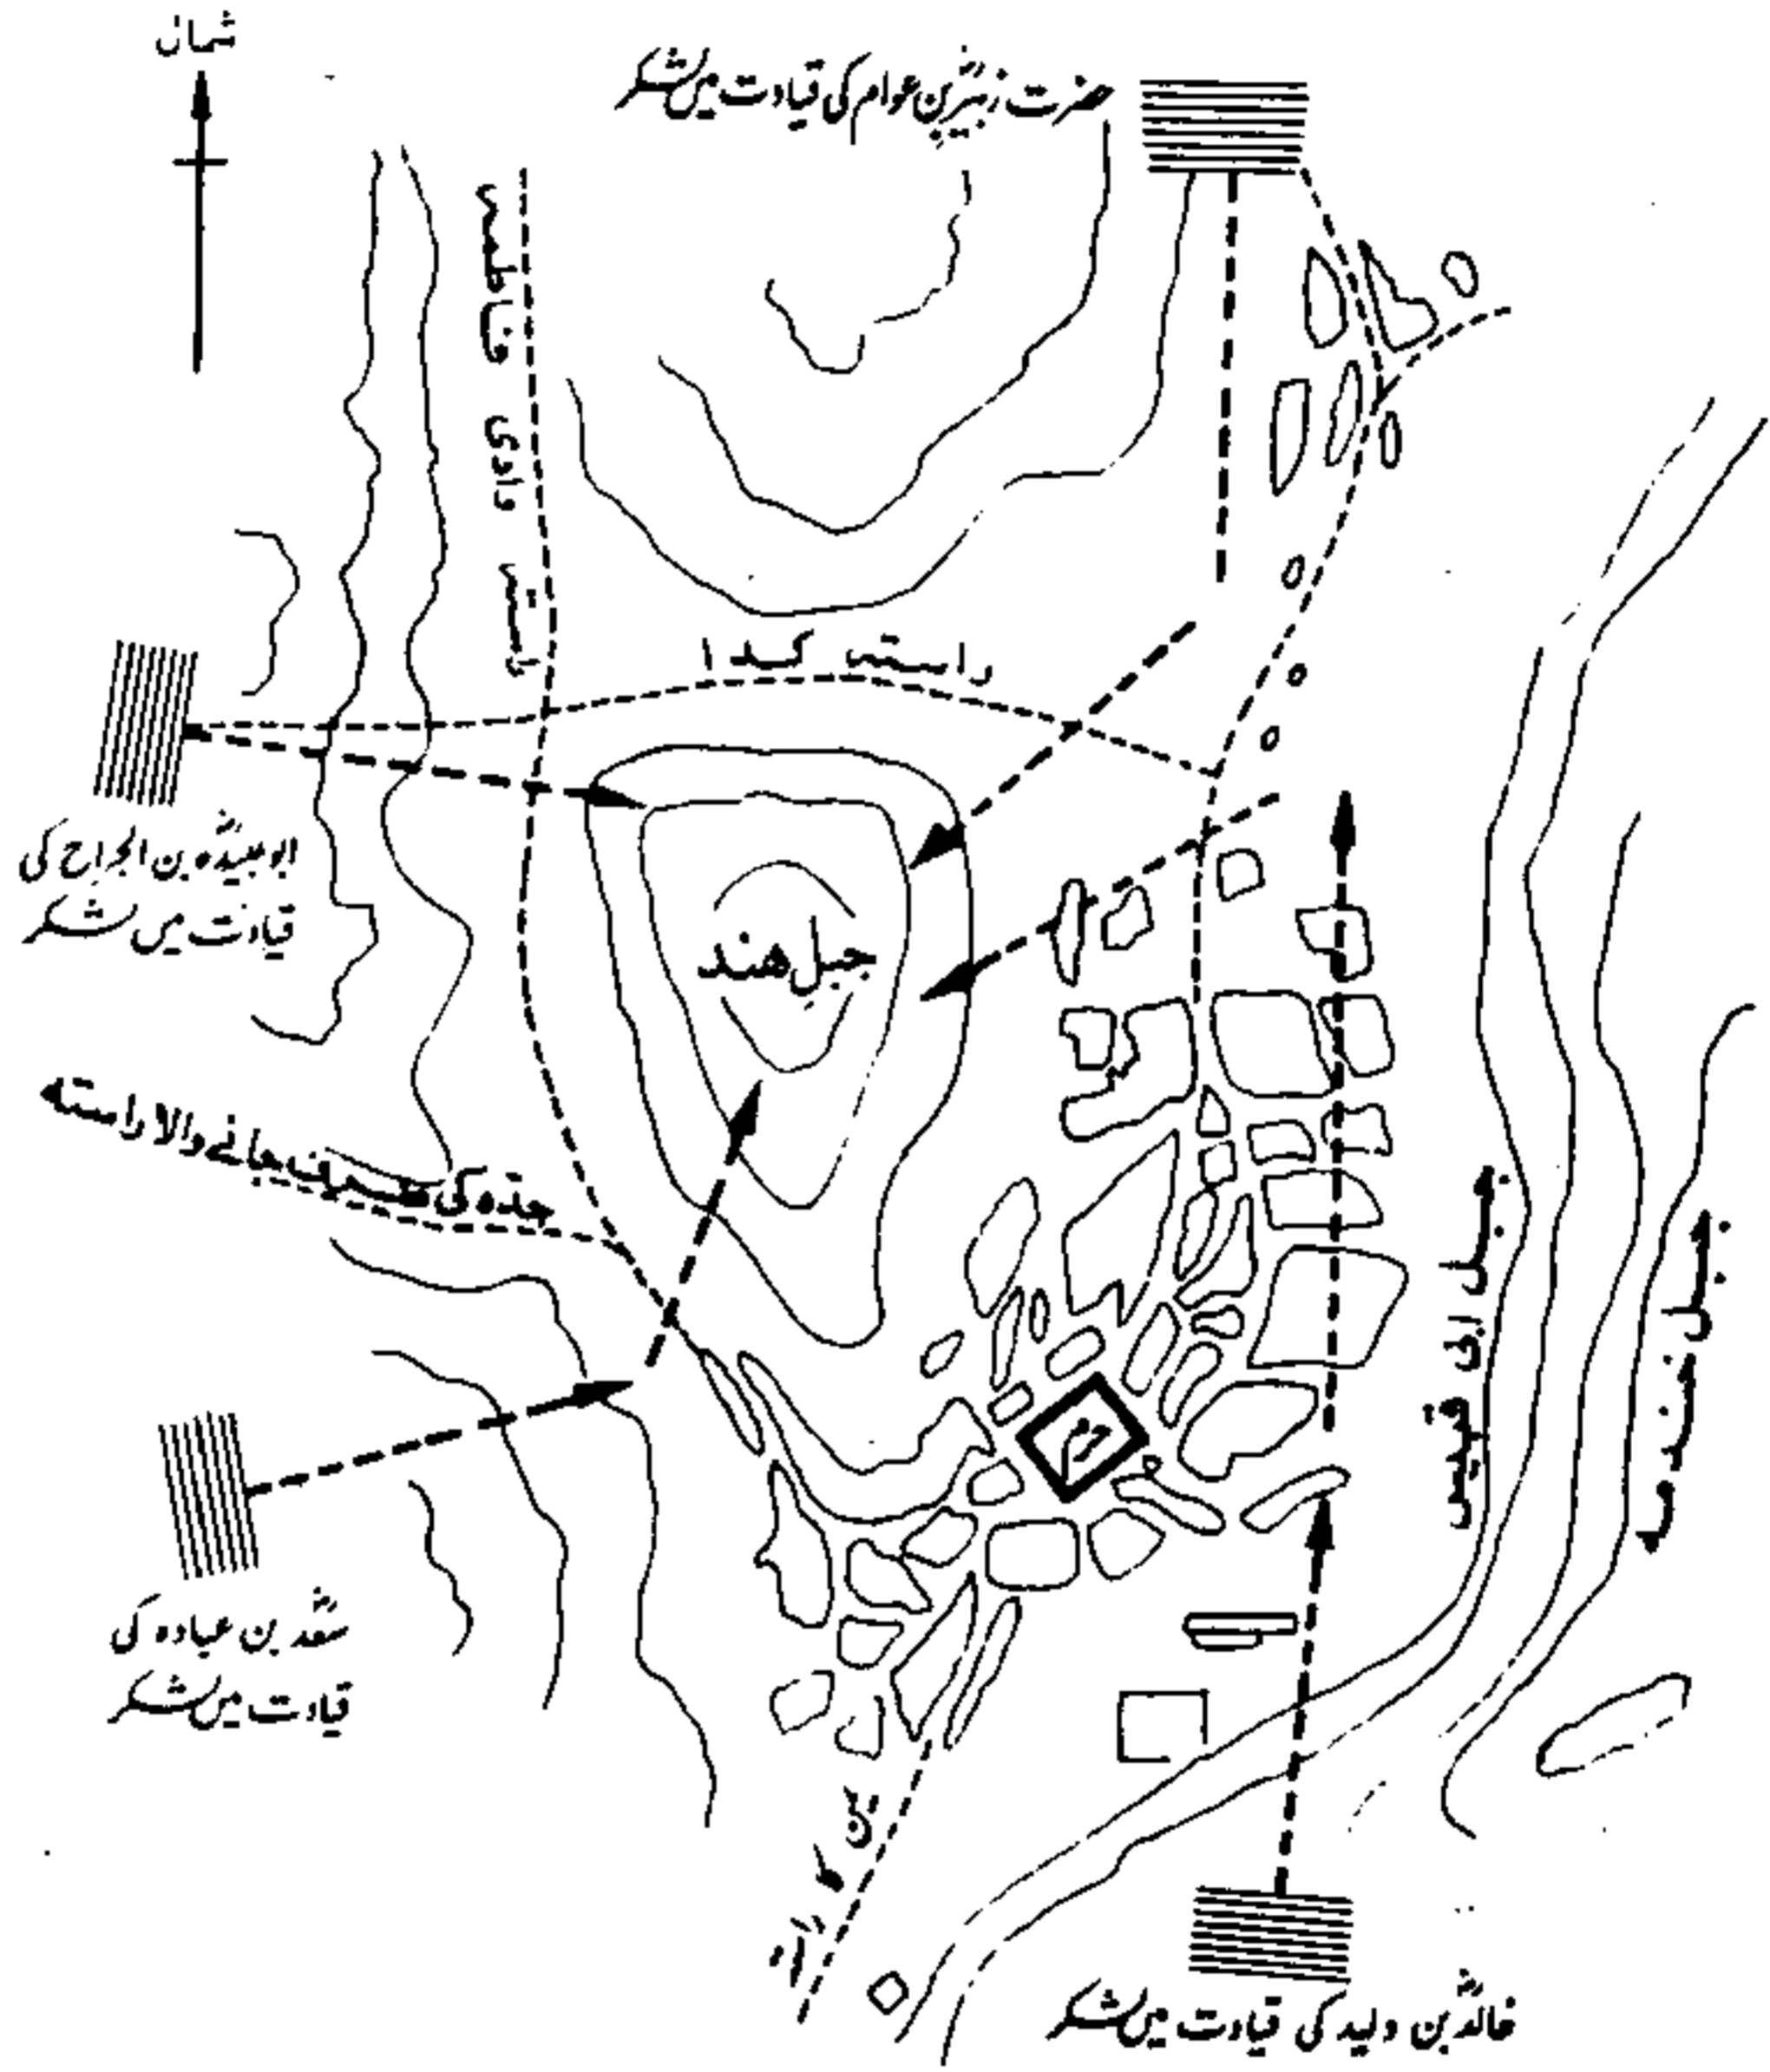 شمال
حضرت زبیرؓ بن عوام کی قیادت میں لشکر
راستہ وادی فاطمہ
راستہ کدا
ابو عبیدہؓ بن الجراح کی
قیادت میں لشکر
جبل هند
جدہ کی طرف جانے والا راستہ
جبل ابی قبیس
جبل خندمہ
سعدؓ بن عبادہ کی
قیادت میں لشکر
خالدؓ بن ولید کی قیادت میں لشکر